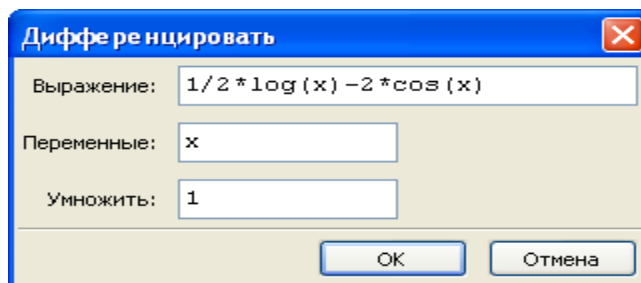 Дифференцировать
Выражение: 1/2*log(x)-2*cos(x)
Переменные: x
Умножить: 1
OK Отмена